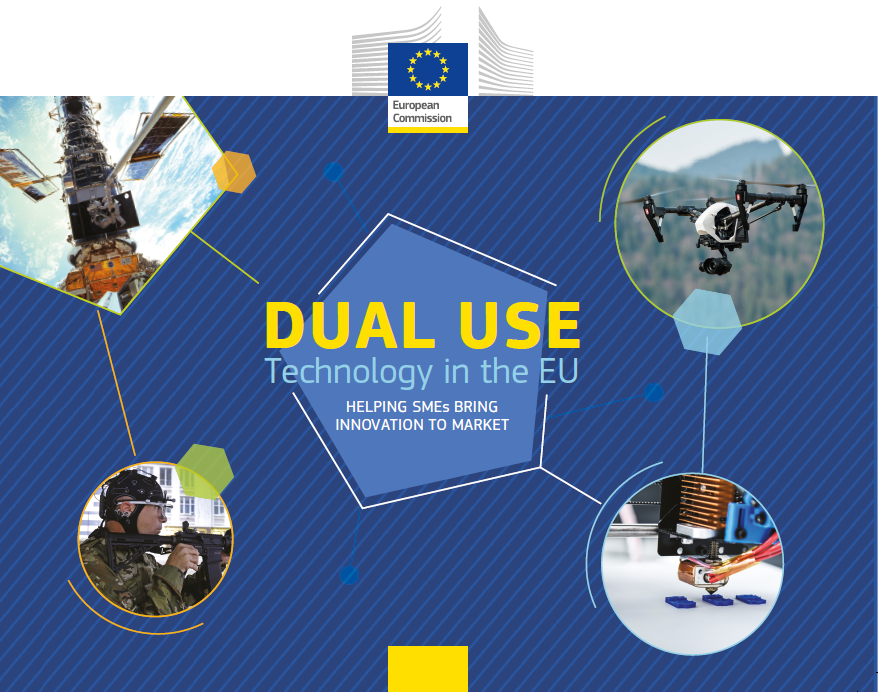 European
Commission
DUAL USE
Technology in the EU
HELPING SMEs BRING
INNOVATION TO MARKET